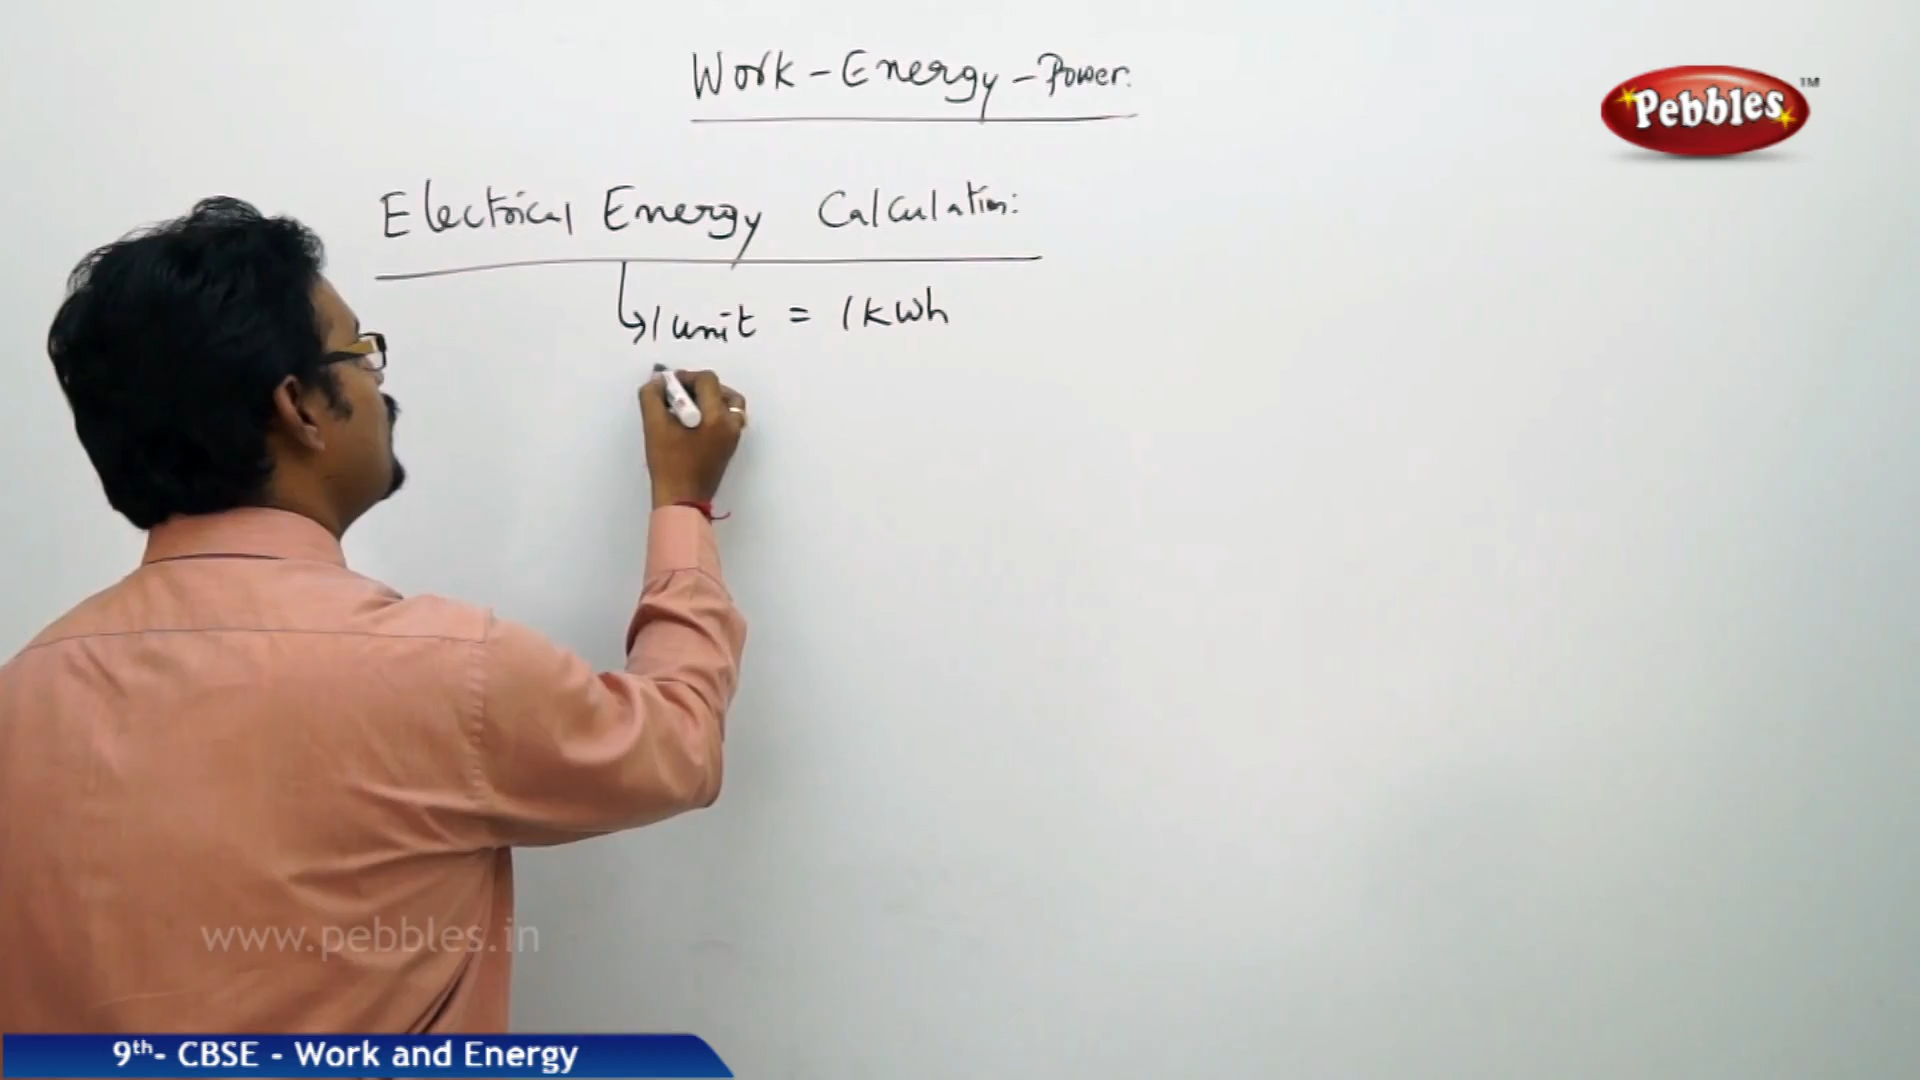 Work - Energy - Power.
Pebbles TM
Electrical Energy Calculation:
1 unit = 1 kwh
www.pebbles.in
9th- CBSE - Work and Energy